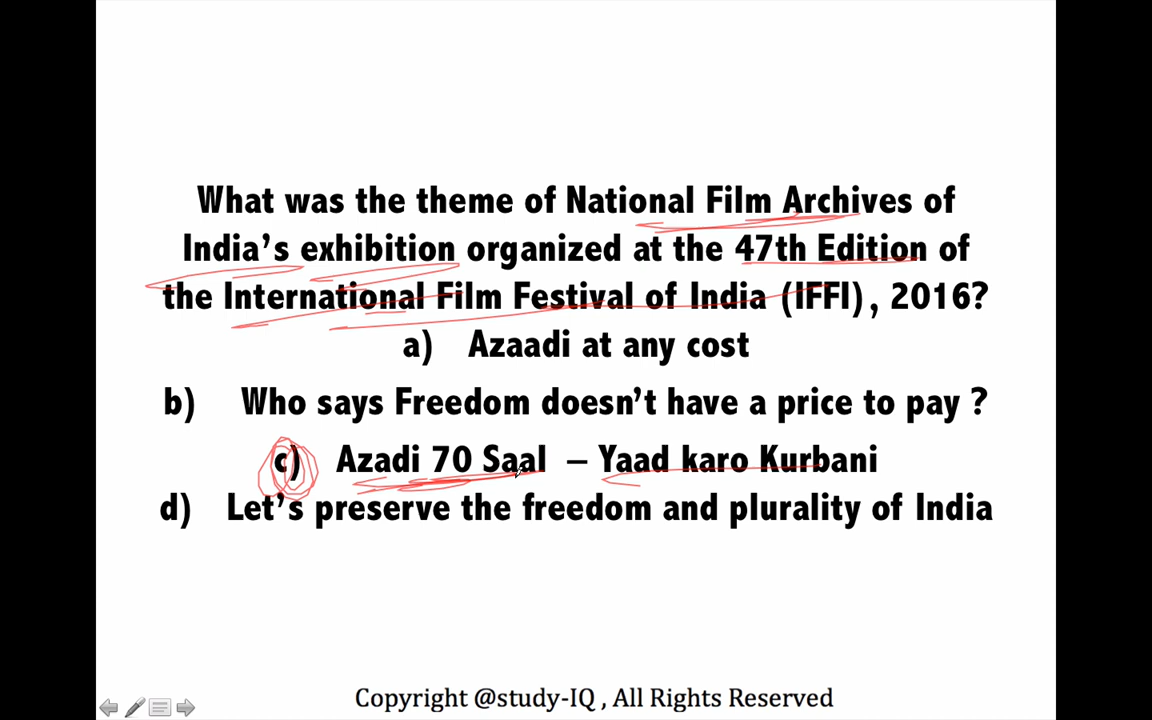 What was the theme of National Film Archives of
India's exhibition organized at the 47th Edition of
the International Film Festival of India (IFFI), 2016?
a) Azaadi at any cost
b) Who says Freedom doesn't have a price to pay ?
c) Azadi 70 Saal – Yaad karo Kurbani
d) Let's preserve the freedom and plurality of India
Copyright @study-IQ , All Rights Reserved